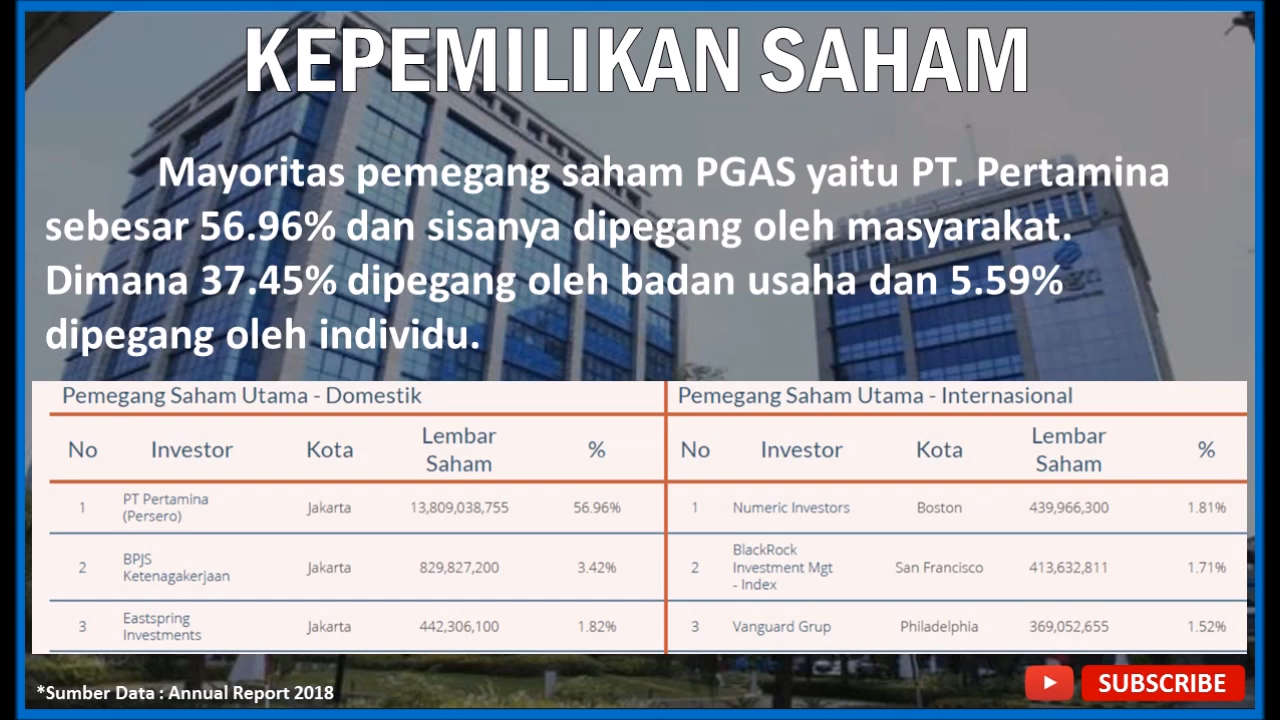 KEPEMILIKAN SAHAM
Mayoritas pemegang saham PGAS yaitu PT. Pertamina
sebesar 56.96% dan sisanya dipegang oleh masyarakat.
Dimana 37.45% dipegang oleh badan usaha dan 5.59%
dipegang oleh individu.
Pemegang Saham Utama - Domestik
No Investor Kota Lembar Saham %
1 PT Pertamina (Persero) Jakarta 13,809,038,755 56.96%
2 BPJS Ketenagakerjaan Jakarta 829,827,200 3.42%
3 Eastspring Investments Jakarta 442,306,100 1.82%
Pemegang Saham Utama - Internasional
No Investor Kota Lembar Saham %
1 Numeric Investors Boston 439,966,300 1.81%
2 BlackRock Investment Mgt - Index San Francisco 413,632,811 1.71%
3 Vanguard Grup Philadelphia 369,052,655 1.52%
*Sumber Data : Annual Report 2018
SUBSCRIBE